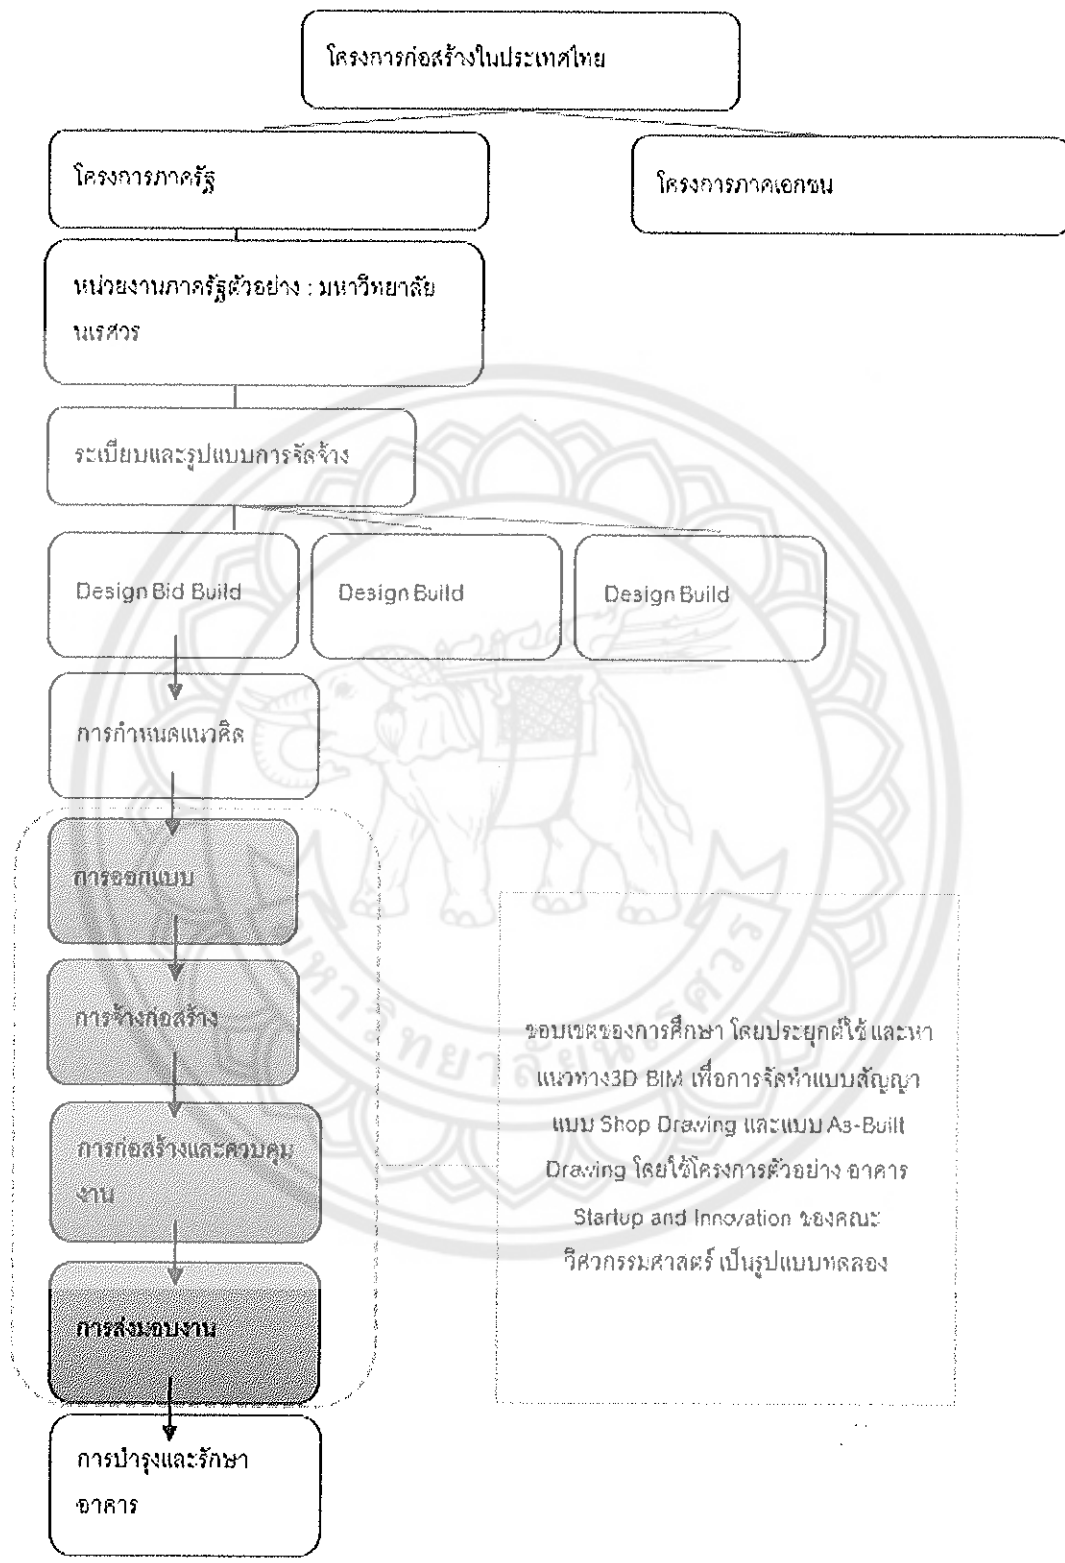 โครงการก่อสร้างในประเทศไทย
โครงการภาครัฐ
โครงการภาคเอกชน
หน่วยงานภาครัฐตัวอย่าง : มหาวิทยาลัย
นเรศวร
ระเบียบและรูปแบบการจัดจ้าง
Design Bid Build
Design Build
Design Build
การกำหนดแนวคิด
การออกแบบ
การจ้างก่อสร้าง
การก่อสร้างและควบคุม
งาน
การส่งมอบงาน
การบำรุงและรักษา
อาคาร
ขอบเขตของการศึกษา โดยประยุกต์ใช้ และหา
แนวทาง3D BIM เพื่อการจัดทำแบบสัญญา
แบบ Shop Drawing และแบบ As-Built
Drawing โดยใช้โครงการตัวอย่าง อาคาร
Startup and Innovation ของคณะ
วิศวกรรมศาสตร์ เป็นรูปแบบทดลอง
มหาวิทยาลัยนเรศวร